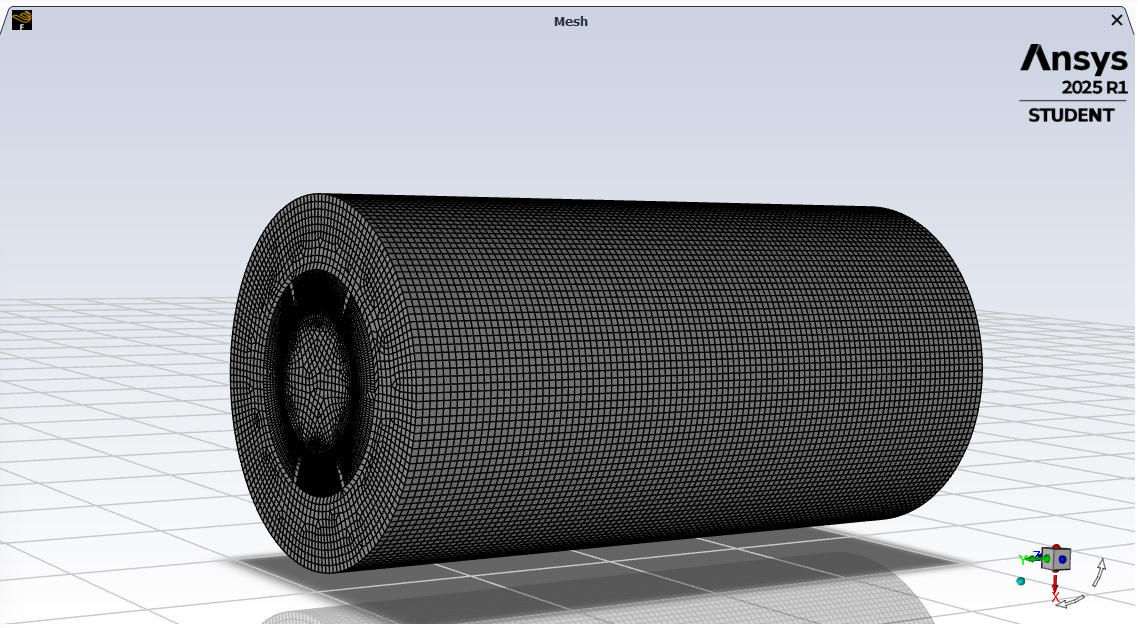 Mesh
F
Ansys
2025 R1
STUDENT
Y
Z
X